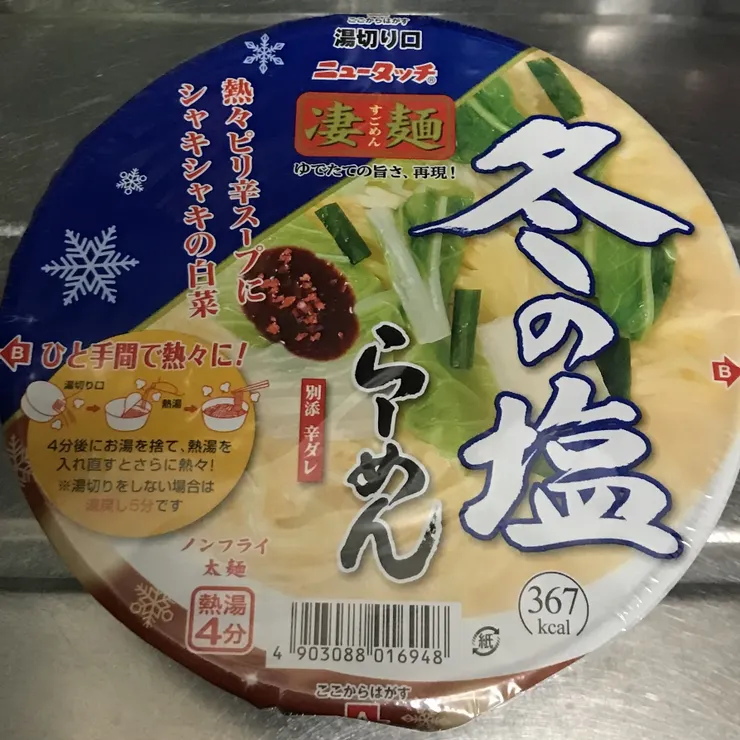 ここからはがす
湯切り口
ニュータッチ®
凄麺
すごめん
ゆでたての旨さ、再現!
熱々ピリ辛スープに
シャキシャキの白菜
冬の塩
らーめん
別添 辛ダレ
B
ひと手間で熱々に!
湯切り口
熱湯
4分後にお湯を捨て、熱湯を
入れ直すとさらに熱々!
※湯切りをしない場合は
湯戻し5分です
B
ノンフライ
太麺
熱湯
4分
4 903088 016948
紙
367
kcal
ここからはがす
A